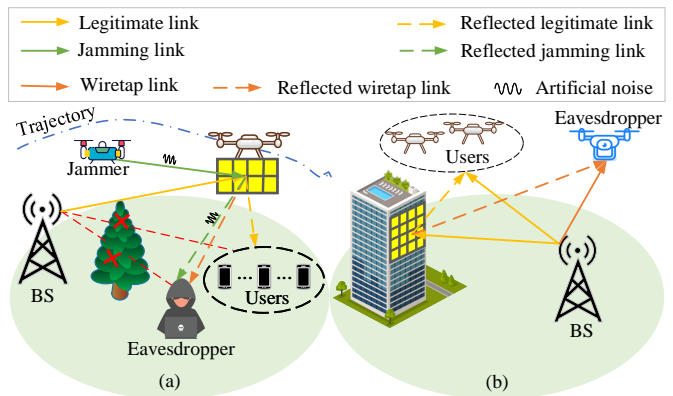 Legitimate link
Reflected legitimate link
Jamming link
Reflected jamming link
Wiretap link
Reflected wiretap link
Artificial noise
Trajectory
Jammer
BS
Users
Eavesdropper
(a)
Eavesdropper
Users
BS
(b)